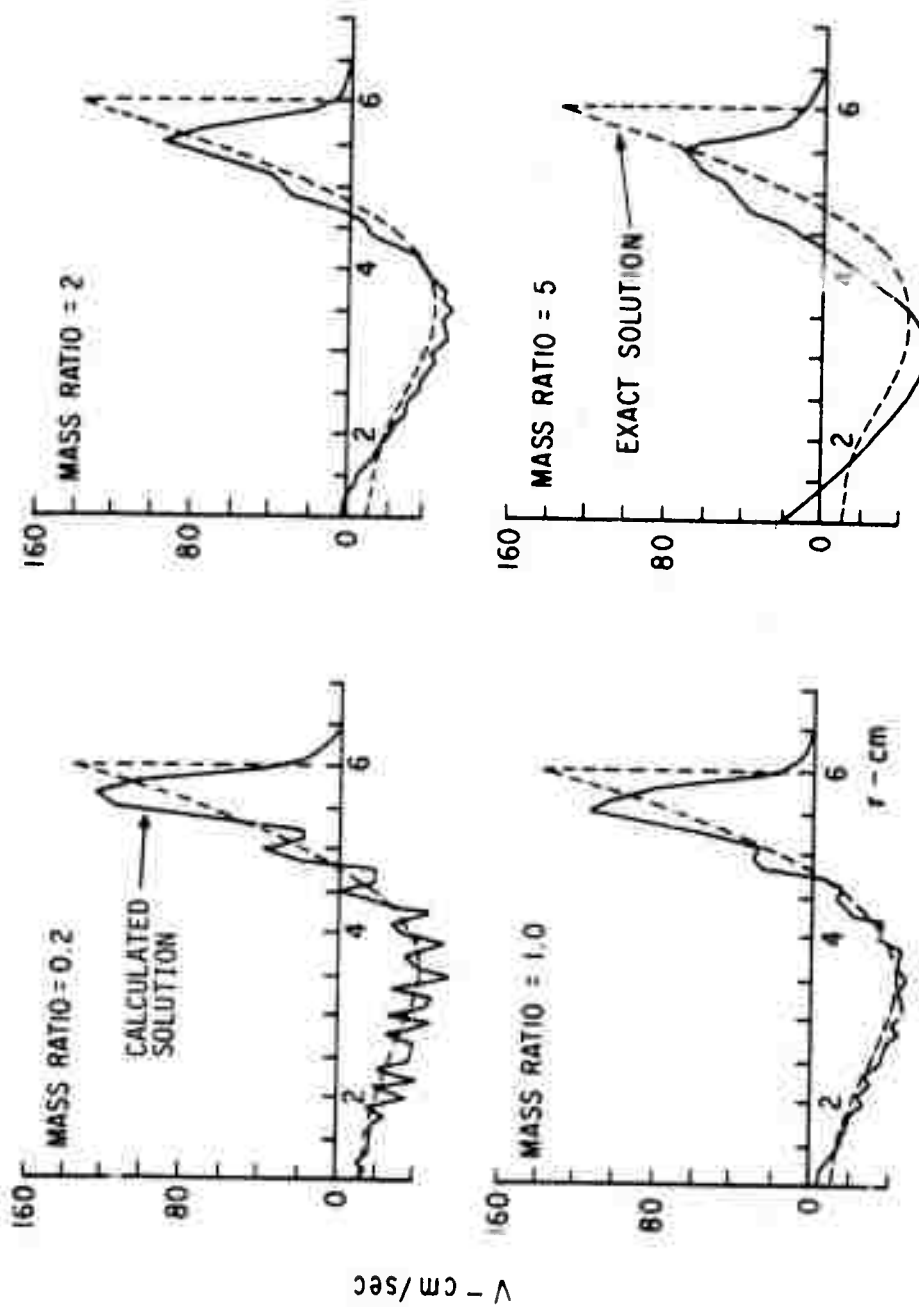 V - cm/sec
MASS RATIO = 0.2
160
80
0
2
4
6
CALCULATED
SOLUTION
MASS RATIO = 2
160
80
0
2
4
6
MASS RATIO = 1.0
160
80
0
2
4
6
r - cm
MASS RATIO = 5
160
80
0
2
4
6
EXACT SOLUTION